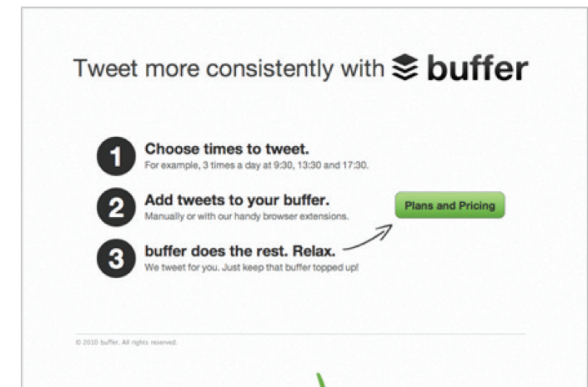 Tweet more consistently with buffer
1 Choose times to tweet.
For example, 3 times a day at 9:30, 13:30 and 17:30.
2 Add tweets to your buffer.
Manually or with our handy browser extensions.
Plans and Pricing
3 buffer does the rest. Relax.
We tweet for you. Just keep that buffer topped up!
© 2010 buffer. All rights reserved.